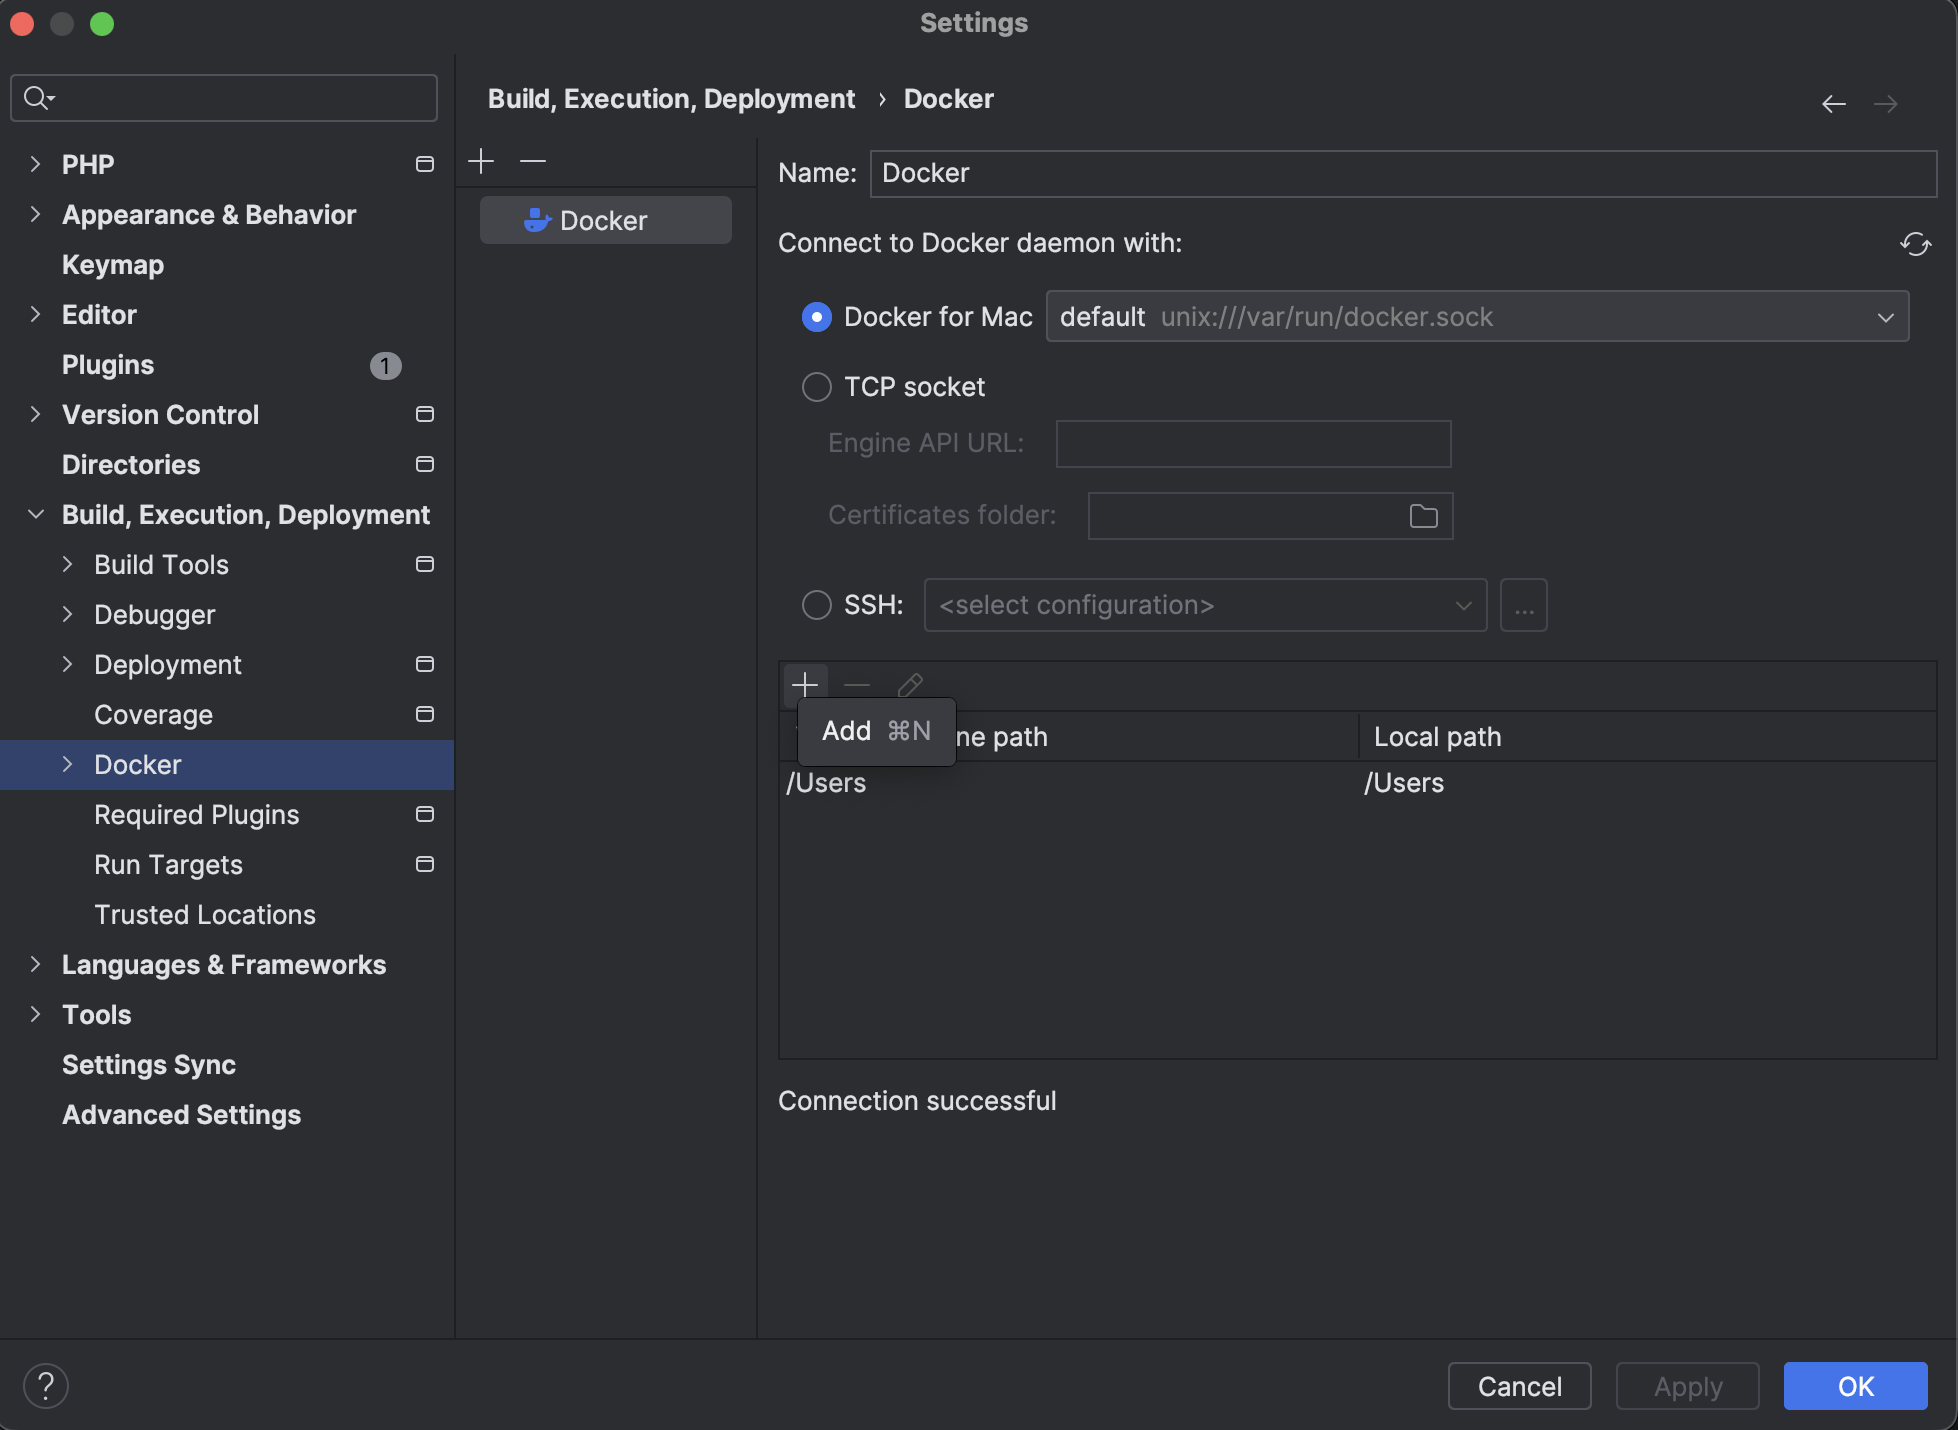 Settings
PHP
Appearance & Behavior
Keymap
Editor
Plugins 1
Version Control
Directories
Build, Execution, Deployment
Build Tools
Debugger
Deployment
Coverage
Docker
Required Plugins
Run Targets
Trusted Locations
Languages & Frameworks
Tools
Settings Sync
Advanced Settings
Build, Execution, Deployment › Docker
Docker
Name: Docker
Connect to Docker daemon with:
Docker for Mac default unix:///var/run/docker.sock
TCP socket
Engine API URL:
Certificates folder:
SSH: <select configuration> ...
Add ⌘N
path Local path
/Users /Users
Connection successful
? Cancel Apply OK